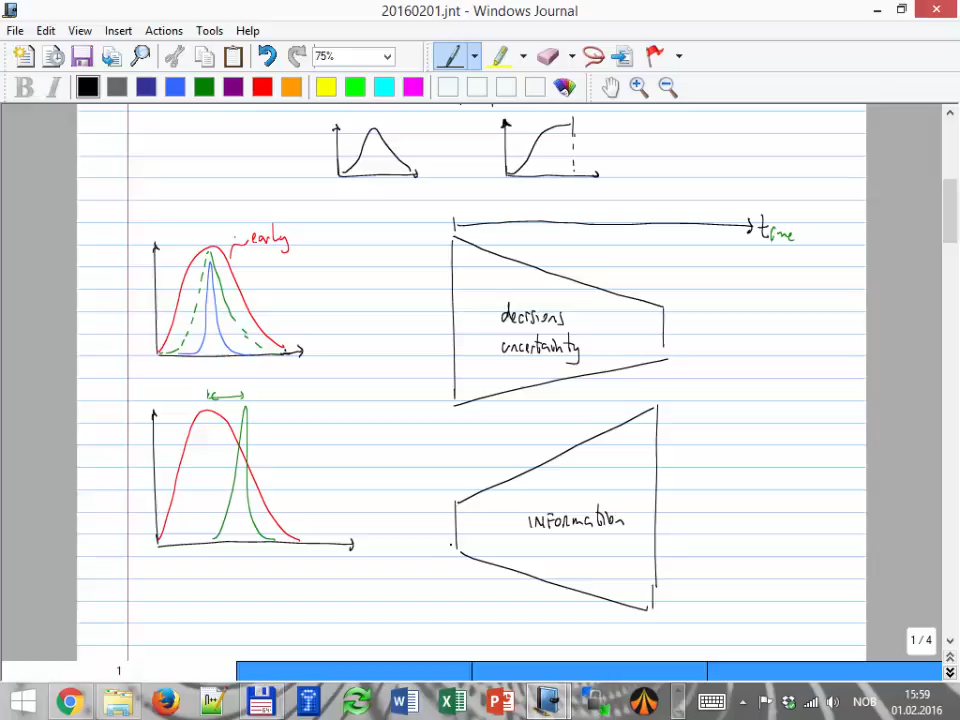 20160201.jnt - Windows Journal
File Edit View Insert Actions Tools Help
75%
B I
time
early
decisions
uncertainty
INFormation
1 / 4
1
NOB
15:59
01.02.2016